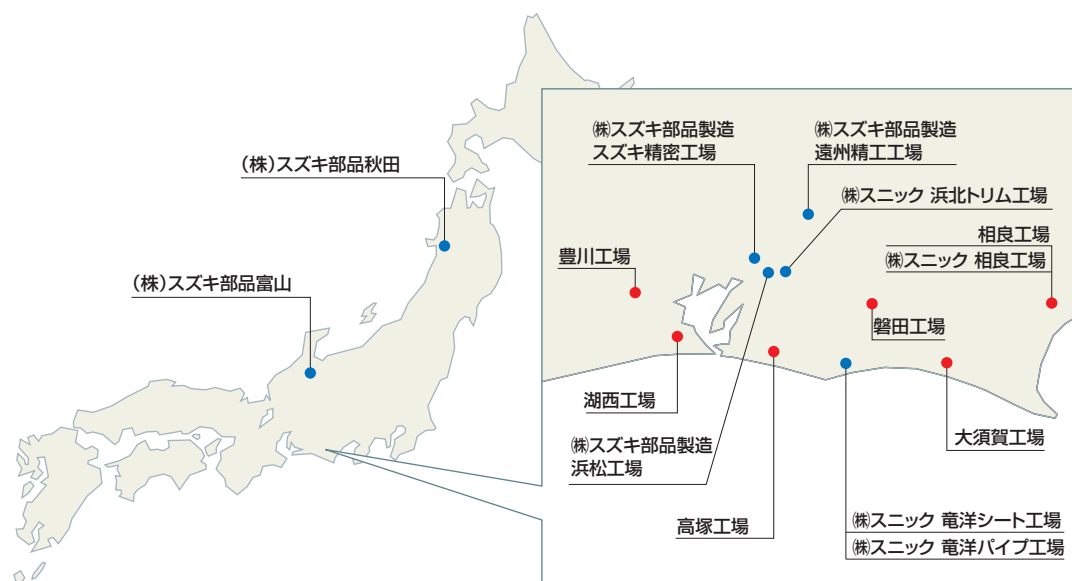 (株)スズキ部品秋田
(株)スズキ部品富山
㈱スズキ部品製造
スズキ精密工場
㈱スズキ部品製造
遠州精工工場
㈱スニック 浜北トリム工場
相良工場
㈱スニック 相良工場
豊川工場
磐田工場
湖西工場
㈱スズキ部品製造
浜松工場
大須賀工場
高塚工場
㈱スニック 竜洋シート工場
㈱スニック 竜洋パイプ工場